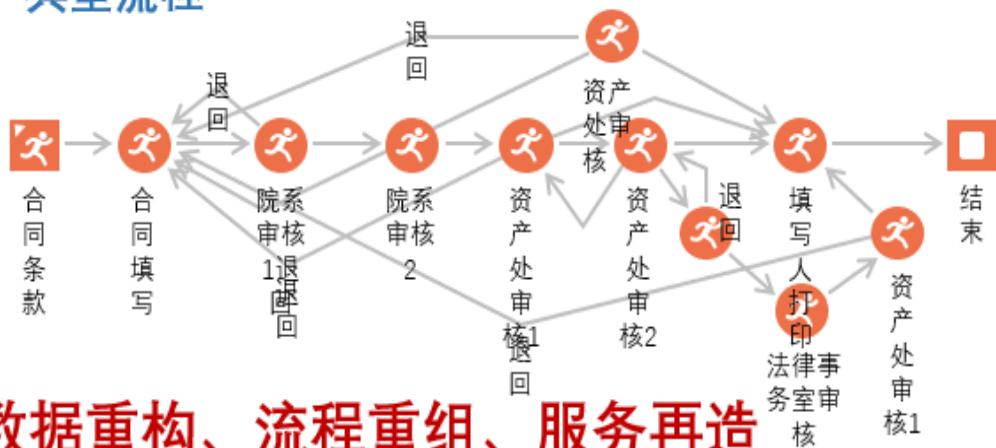 典型流程
退
回
资产
处审
核
退
回
合
同
条
款
合
同
填
写
院系
审核
1
退
回
院系
审核
2
退
回
资
产
处
审
核1
退
回
资
产
处
审
核2
退
回
填
写
人
打
印
法律事
务室审
核
资
产
处
审
核1
结
束
数据重构、流程重组、服务再造